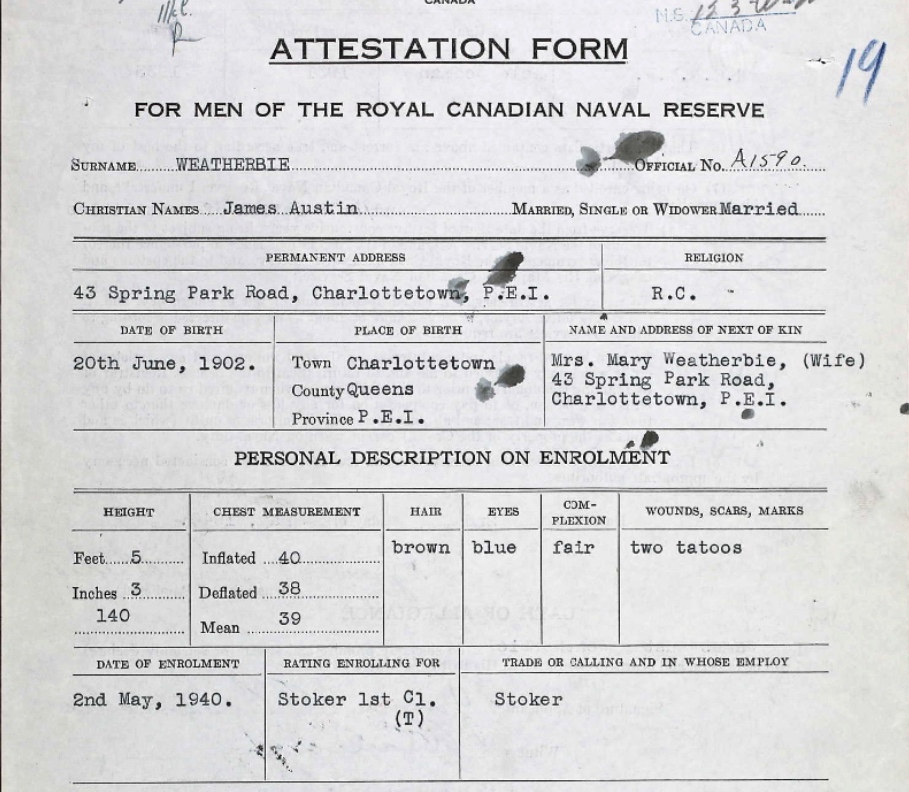 CANADA
N.S.
CANADA
19
ATTESTATION FORM
FOR MEN OF THE ROYAL CANADIAN NAVAL RESERVE
SURNAME WEATHERBIE OFFICIAL NO. A1590.
CHRISTIAN NAMES James Austin MARRIED, SINGLE OR WIDOWER Married
PERMANENT ADDRESS RELIGION
43 Spring Park Road, Charlottetown, P.E.I. R.C.
DATE OF BIRTH PLACE OF BIRTH NAME AND ADDRESS OF NEXT OF KIN
20th June, 1902. Town Charlottetown Mrs. Mary Weatherbie, (Wife)
County Queens 43 Spring Park Road,
Province P.E.I. Charlottetown, P.E.I.
PERSONAL DESCRIPTION ON ENROLMENT
HEIGHT CHEST MEASUREMENT HAIR EYES COM-PLEXION WOUNDS, SCARS, MARKS
Feet 5 Inflated 40 brown blue fair two tatoos
Inches 3 Deflated 38
140 Mean 39
DATE OF ENROLMENT RATING ENROLLING FOR TRADE OR CALLING AND IN WHOSE EMPLOY
2nd May, 1940. Stoker 1st Cl. Stoker
(T)